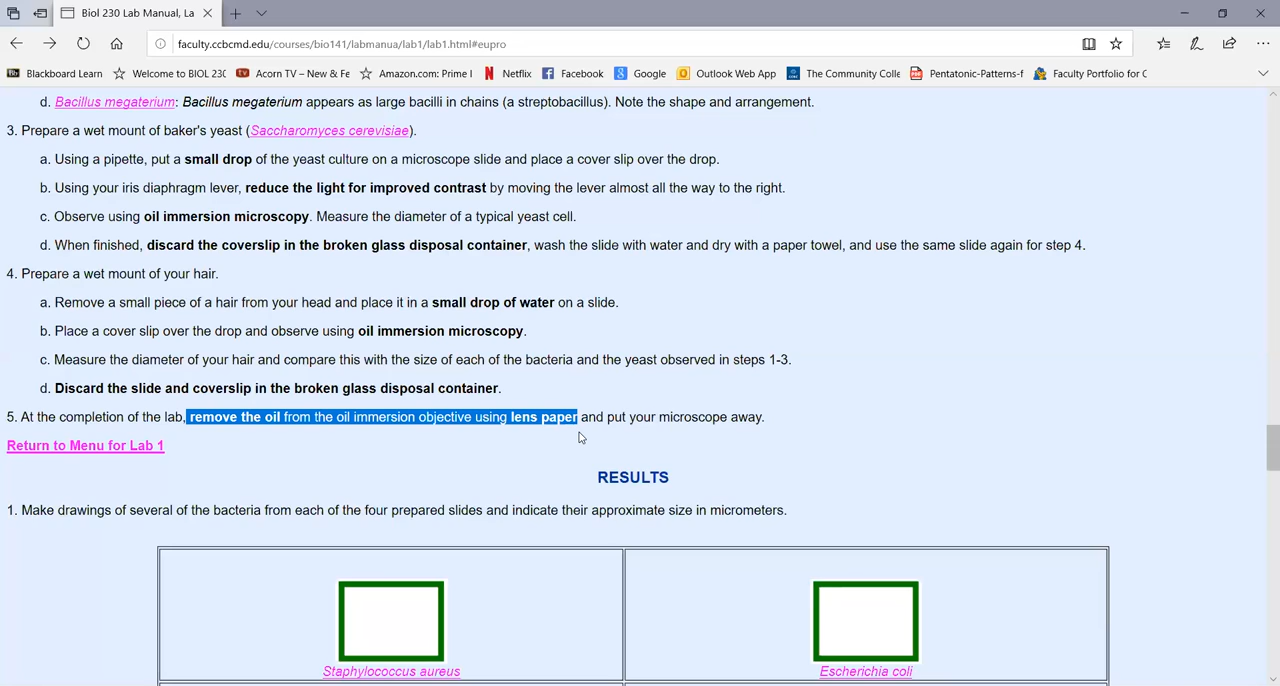 Biol 230 Lab Manual, La
faculty.ccbcmd.edu/courses/bio141/labmanua/lab1/lab1.html#eupro
Blackboard Learn Welcome to BIOL 230 Acorn TV – New & Fe Amazon.com: Prime I Netflix Facebook Google Outlook Web App The Community Colle Pentatonic-Patterns-f Faculty Portfolio for C
d. Bacillus megaterium: Bacillus megaterium appears as large bacilli in chains (a streptobacillus). Note the shape and arrangement.
3. Prepare a wet mount of baker's yeast (Saccharomyces cerevisiae).
a. Using a pipette, put a small drop of the yeast culture on a microscope slide and place a cover slip over the drop.
b. Using your iris diaphragm lever, reduce the light for improved contrast by moving the lever almost all the way to the right.
c. Observe using oil immersion microscopy. Measure the diameter of a typical yeast cell.
d. When finished, discard the coverslip in the broken glass disposal container, wash the slide with water and dry with a paper towel, and use the same slide again for step 4.
4. Prepare a wet mount of your hair.
a. Remove a small piece of a hair from your head and place it in a small drop of water on a slide.
b. Place a cover slip over the drop and observe using oil immersion microscopy.
c. Measure the diameter of your hair and compare this with the size of each of the bacteria and the yeast observed in steps 1-3.
d. Discard the slide and coverslip in the broken glass disposal container.
5. At the completion of the lab, remove the oil from the oil immersion objective using lens paper and put your microscope away.
Return to Menu for Lab 1
RESULTS
1. Make drawings of several of the bacteria from each of the four prepared slides and indicate their approximate size in micrometers.
Staphylococcus aureus
Escherichia coli